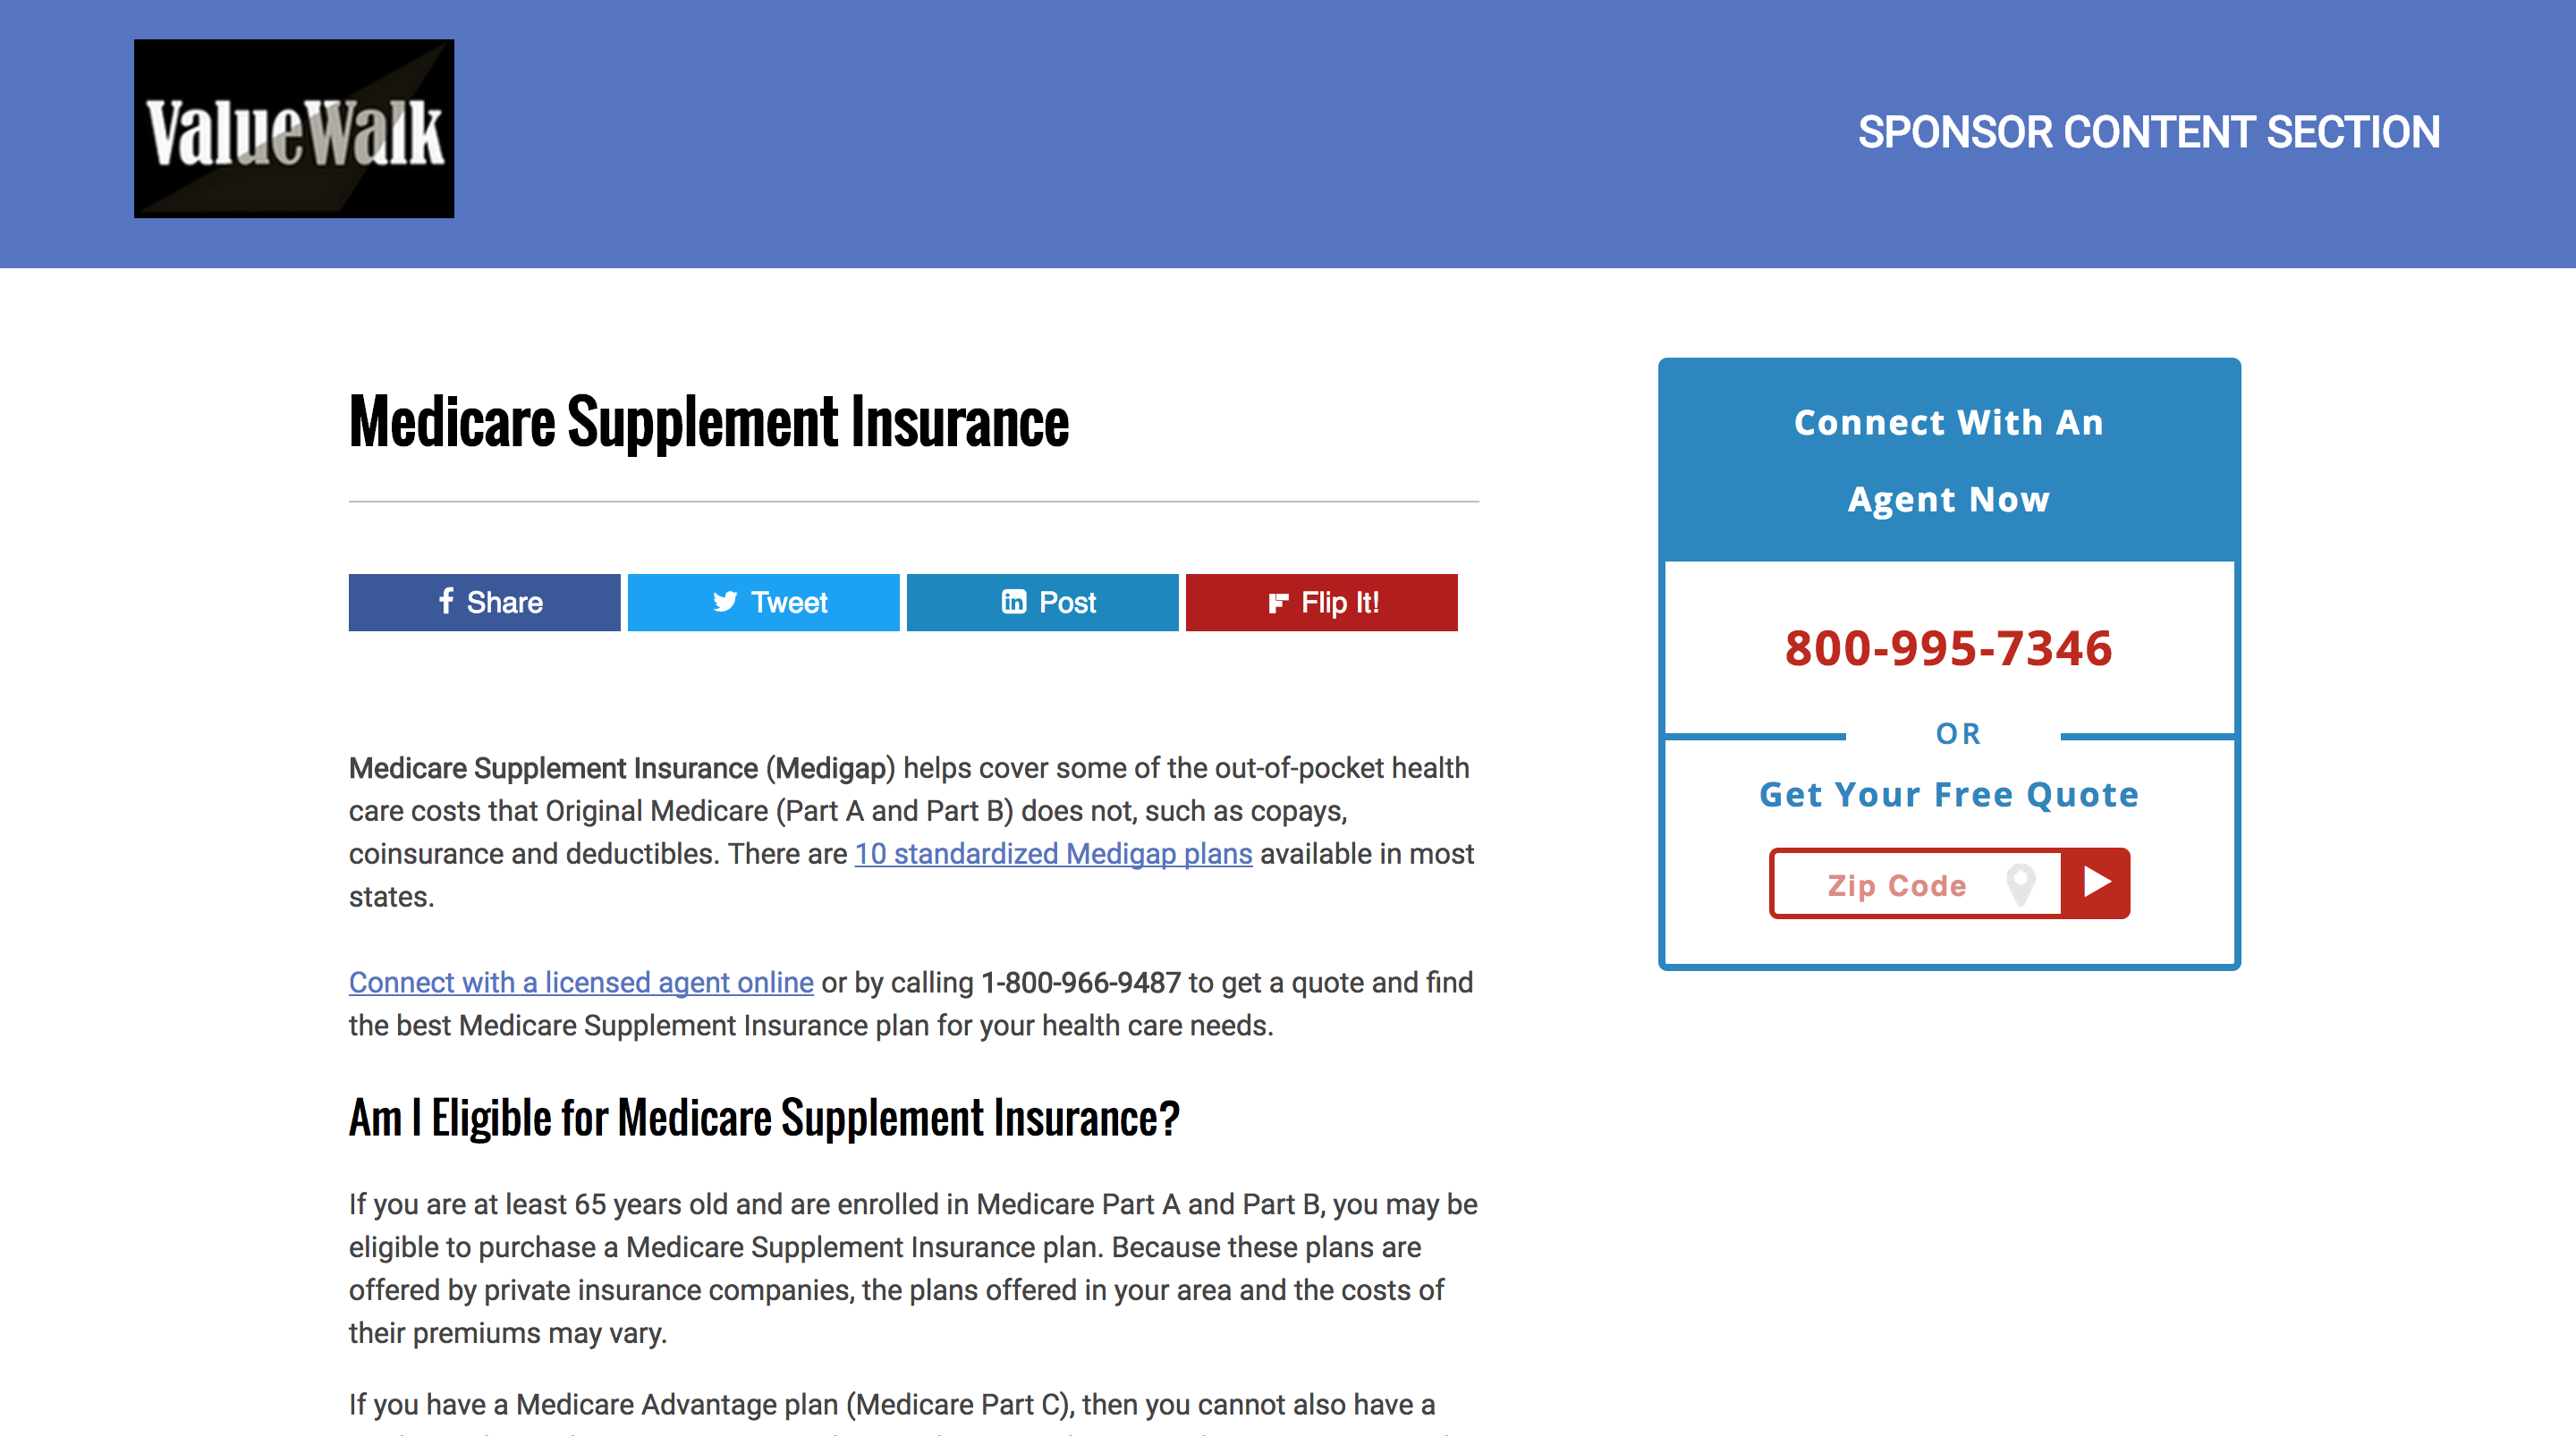 ValueWalk
SPONSOR CONTENT SECTION
Medicare Supplement Insurance
Share
Tweet
Post
Flip It!
Medicare Supplement Insurance (Medigap) helps cover some of the out-of-pocket health
care costs that Original Medicare (Part A and Part B) does not, such as copays,
coinsurance and deductibles. There are 10 standardized Medigap plans available in most
states.
Connect with a licensed agent online or by calling 1-800-966-9487 to get a quote and find
the best Medicare Supplement Insurance plan for your health care needs.
Am I Eligible for Medicare Supplement Insurance?
If you are at least 65 years old and are enrolled in Medicare Part A and Part B, you may be
eligible to purchase a Medicare Supplement Insurance plan. Because these plans are
offered by private insurance companies, the plans offered in your area and the costs of
their premiums may vary.
If you have a Medicare Advantage plan (Medicare Part C), then you cannot also have a
Connect With An
Agent Now
800-995-7346
OR
Get Your Free Quote
Zip Code